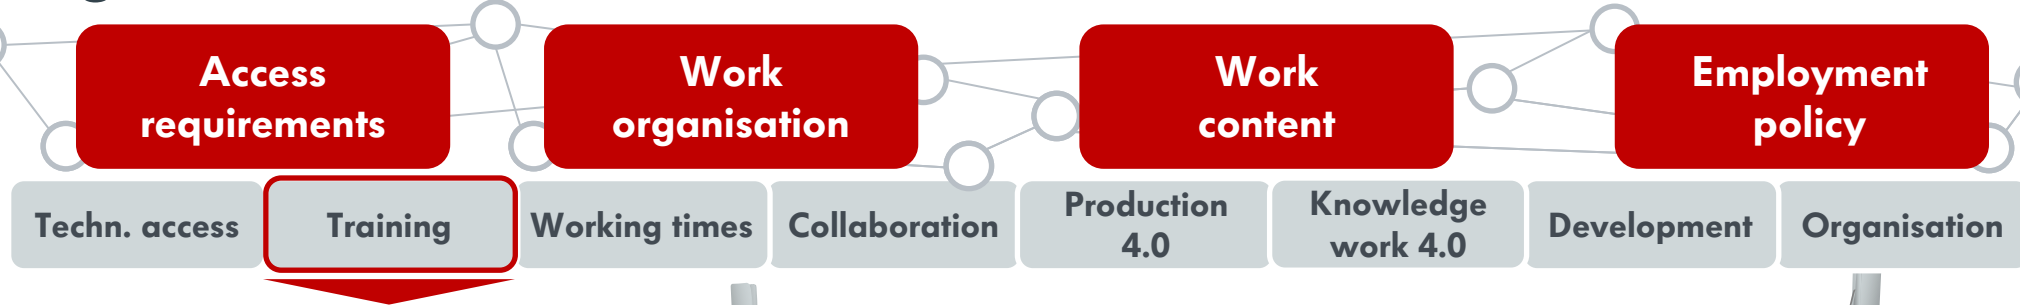 Access
requirements
Work
organisation
Work
content
Employment
policy
Techn. access
Training
Working times
Collaboration
Production
4.0
Knowledge
work 4.0
Development
Organisation